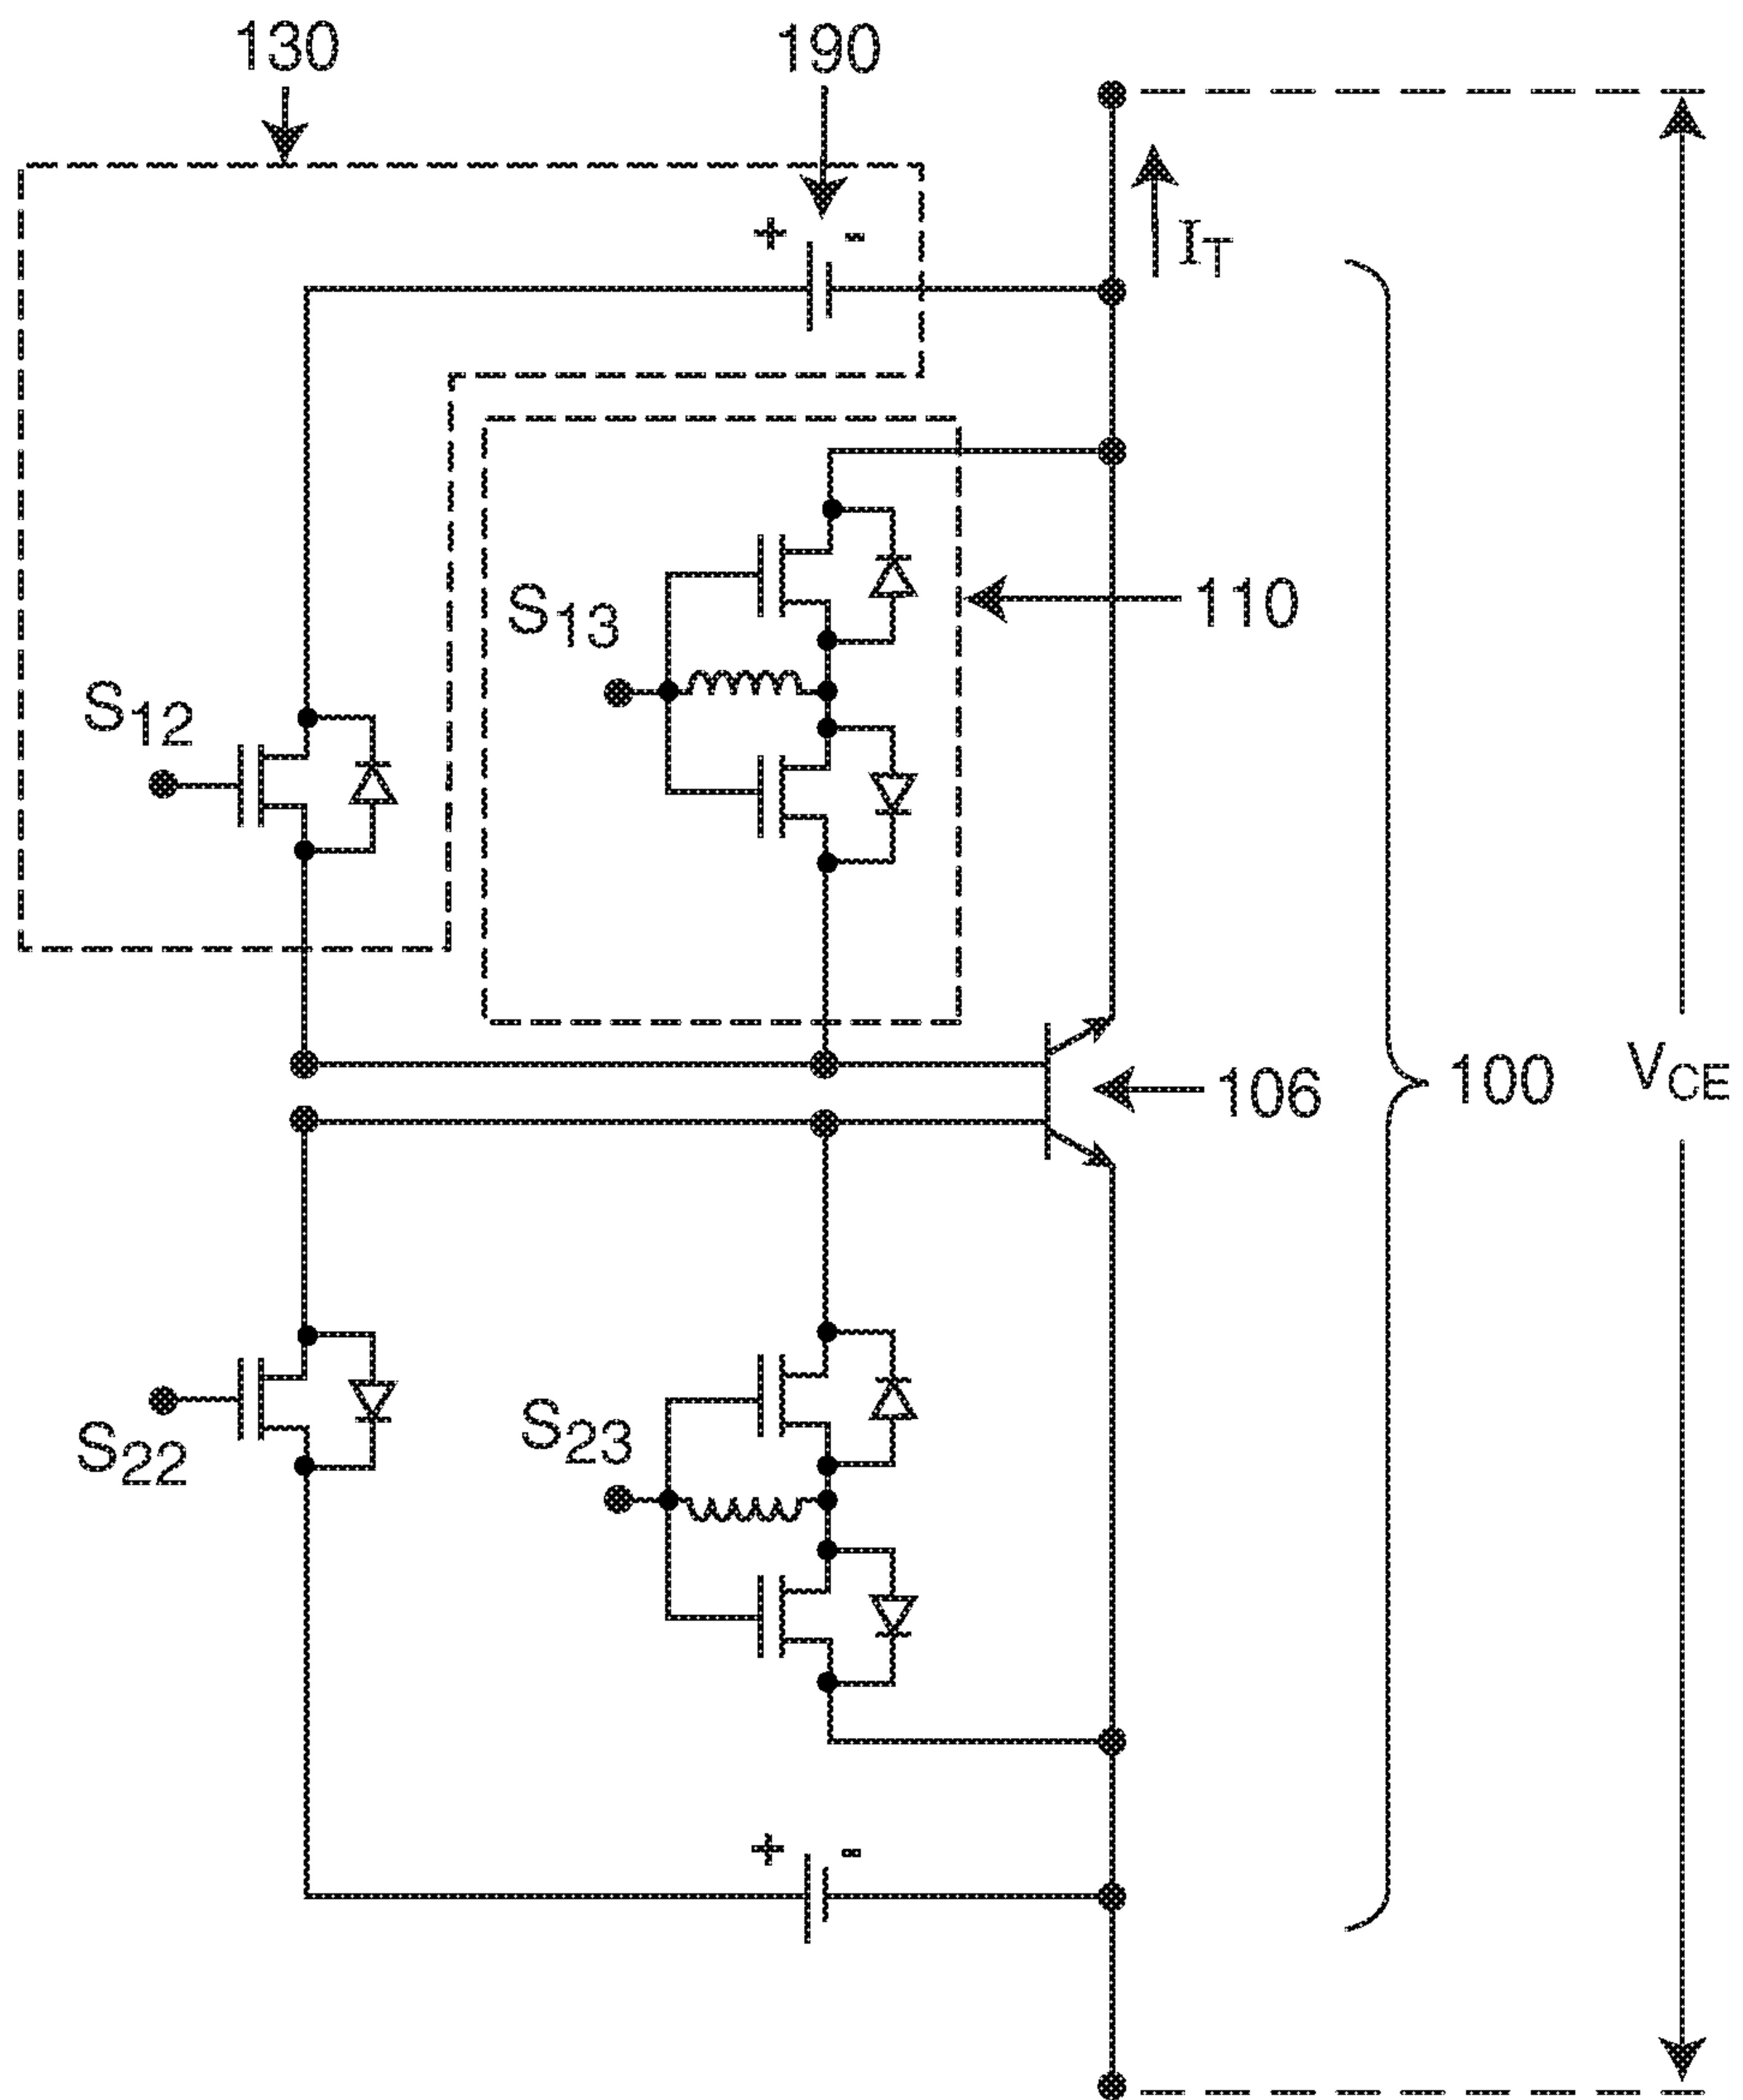 130
190
+ -
I_T
S_13
110
S_12
106
100
V_CE
S_22
S_23
+ -